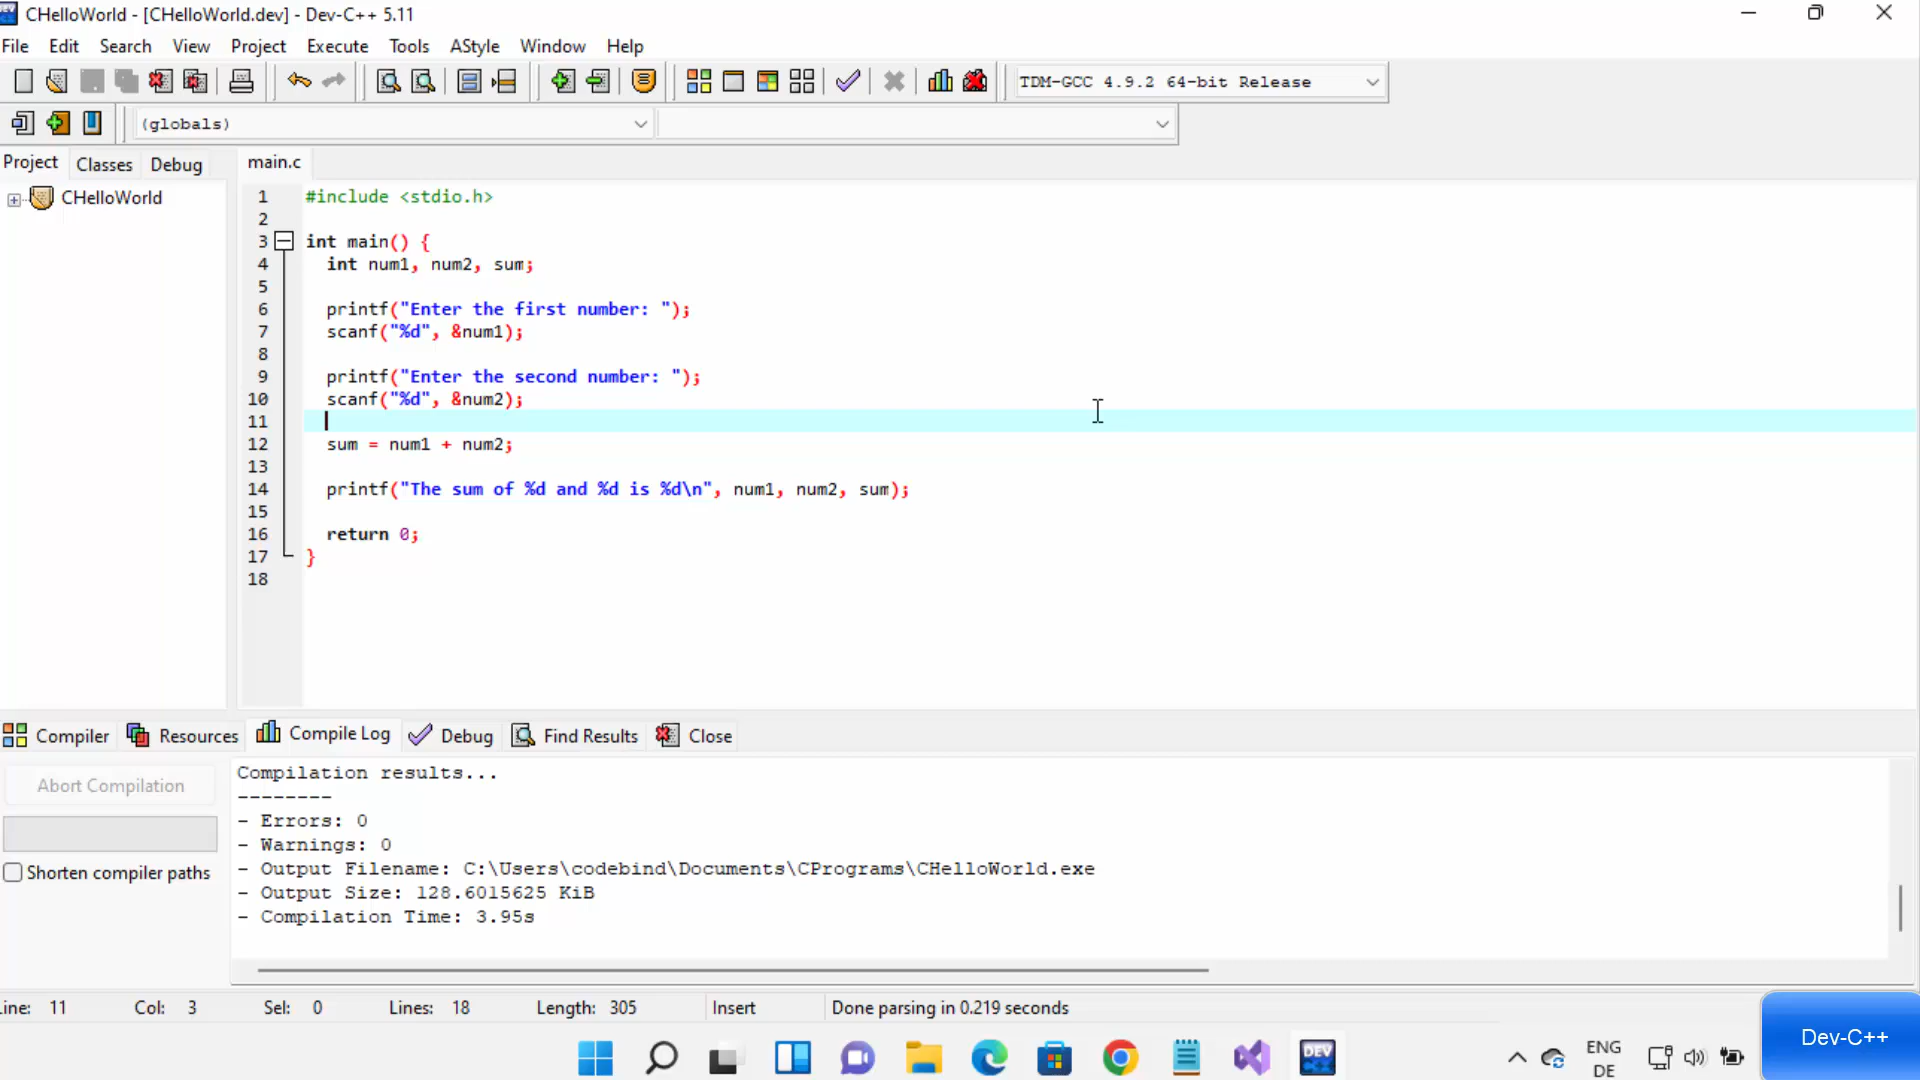 CHelloWorld - [CHelloWorld.dev] - Dev-C++ 5.11
File Edit Search View Project Execute Tools AStyle Window Help
TDM-GCC 4.9.2 64-bit Release
(globals)
Project Classes Debug main.c
CHelloWorld
1 #include <stdio.h>
2
3 int main() {
4 int num1, num2, sum;
5
6 printf("Enter the first number: ");
7 scanf("%d", &num1);
8
9 printf("Enter the second number: ");
10 scanf("%d", &num2);
11
12 sum = num1 + num2;
13
14 printf("The sum of %d and %d is %d\n", num1, num2, sum);
15
16 return 0;
17 }
18
Compiler Resources Compile Log Debug Find Results Close
Abort Compilation
Shorten compiler paths
Compilation results...
--------
- Errors: 0
- Warnings: 0
- Output Filename: C:\Users\codebind\Documents\CPrograms\CHelloWorld.exe
- Output Size: 128.6015625 KiB
- Compilation Time: 3.95s
ine: 11 Col: 3 Sel: 0 Lines: 18 Length: 305 Insert Done parsing in 0.219 seconds
DEV
ENG
DE
Dev-C++